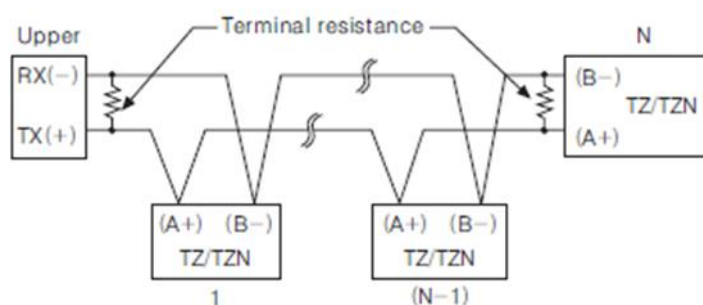 Upper
Terminal resistance
N
RX(-)
TX(+)
(B-)
TZ/TZN
(A+)
(A+) (B-)
TZ/TZN
1
(A+) (B-)
TZ/TZN
(N-1)